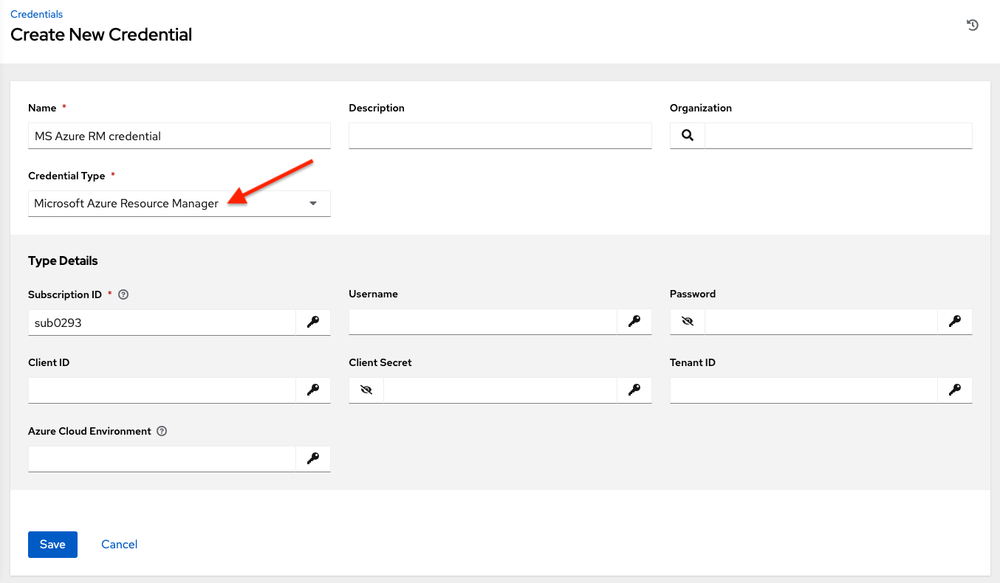 Credentials
Create New Credential
Name *
Description
Organization
MS Azure RM credential
Credential Type *
Microsoft Azure Resource Manager
Type Details
Subscription ID *
Username
Password
sub0293
Client ID
Client Secret
Tenant ID
Azure Cloud Environment
Save
Cancel